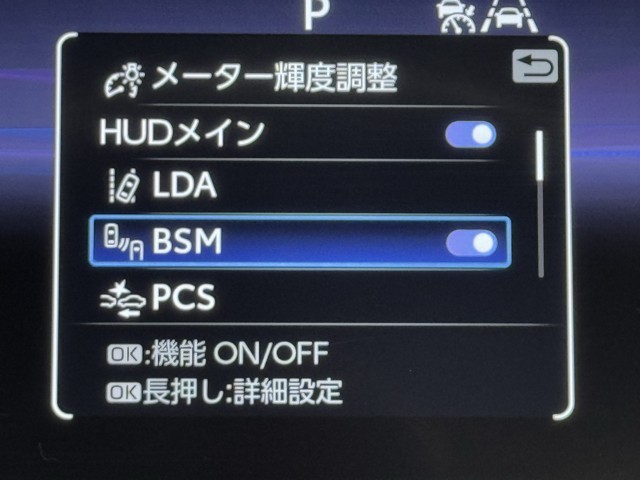 P
メーター輝度調整
HUDメイン
LDA
BSM
PCS
OK:機能 ON/OFF
OK長押し:詳細設定